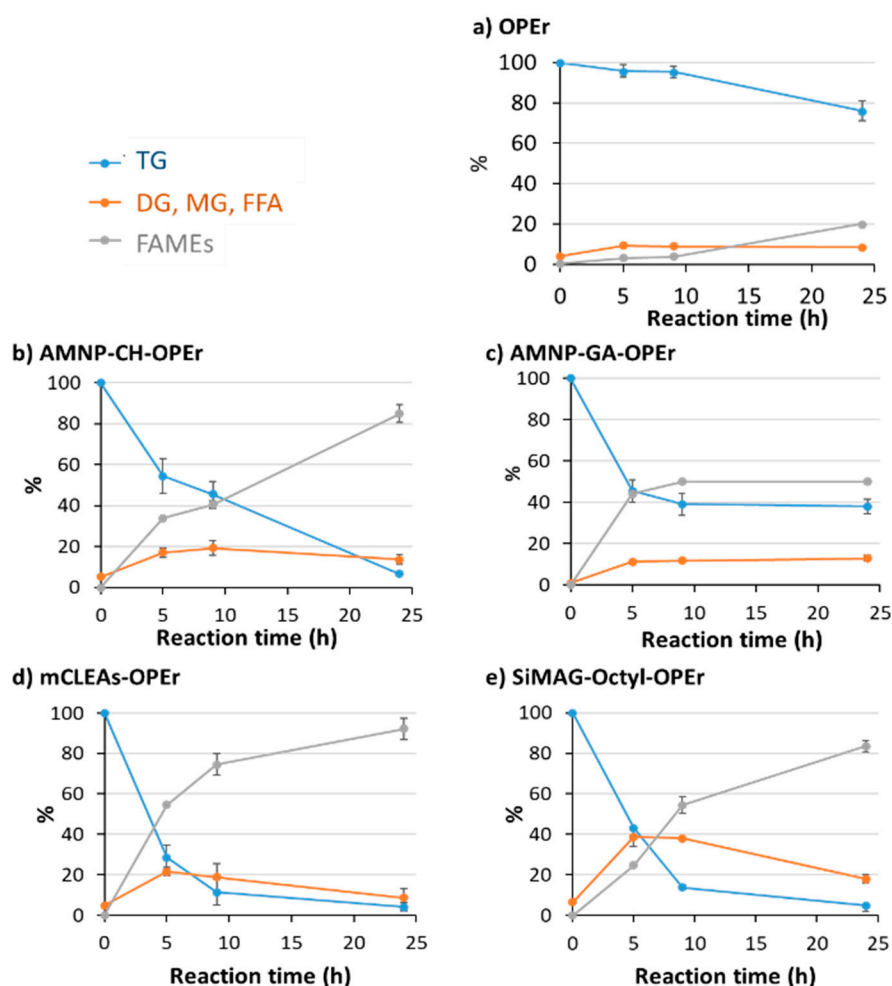 a) OPEr
TG
DG, MG, FFA
FAMEs
100
80
60
40
20
0
%
0 5 10 15 20 25
Reaction time (h)
b) AMNP-CH-OPEr
100
80
60
40
20
0
%
0 5 10 15 20 25
Reaction time (h)
c) AMNP-GA-OPEr
100
80
60
40
20
0
%
0 5 10 15 20 25
Reaction time (h)
d) mCLEAs-OPEr
100
80
60
40
20
0
%
0 5 10 15 20 25
Reaction time (h)
e) SiMAG-Octyl-OPEr
100
80
60
40
20
0
%
0 5 10 15 20 25
Reaction time (h)